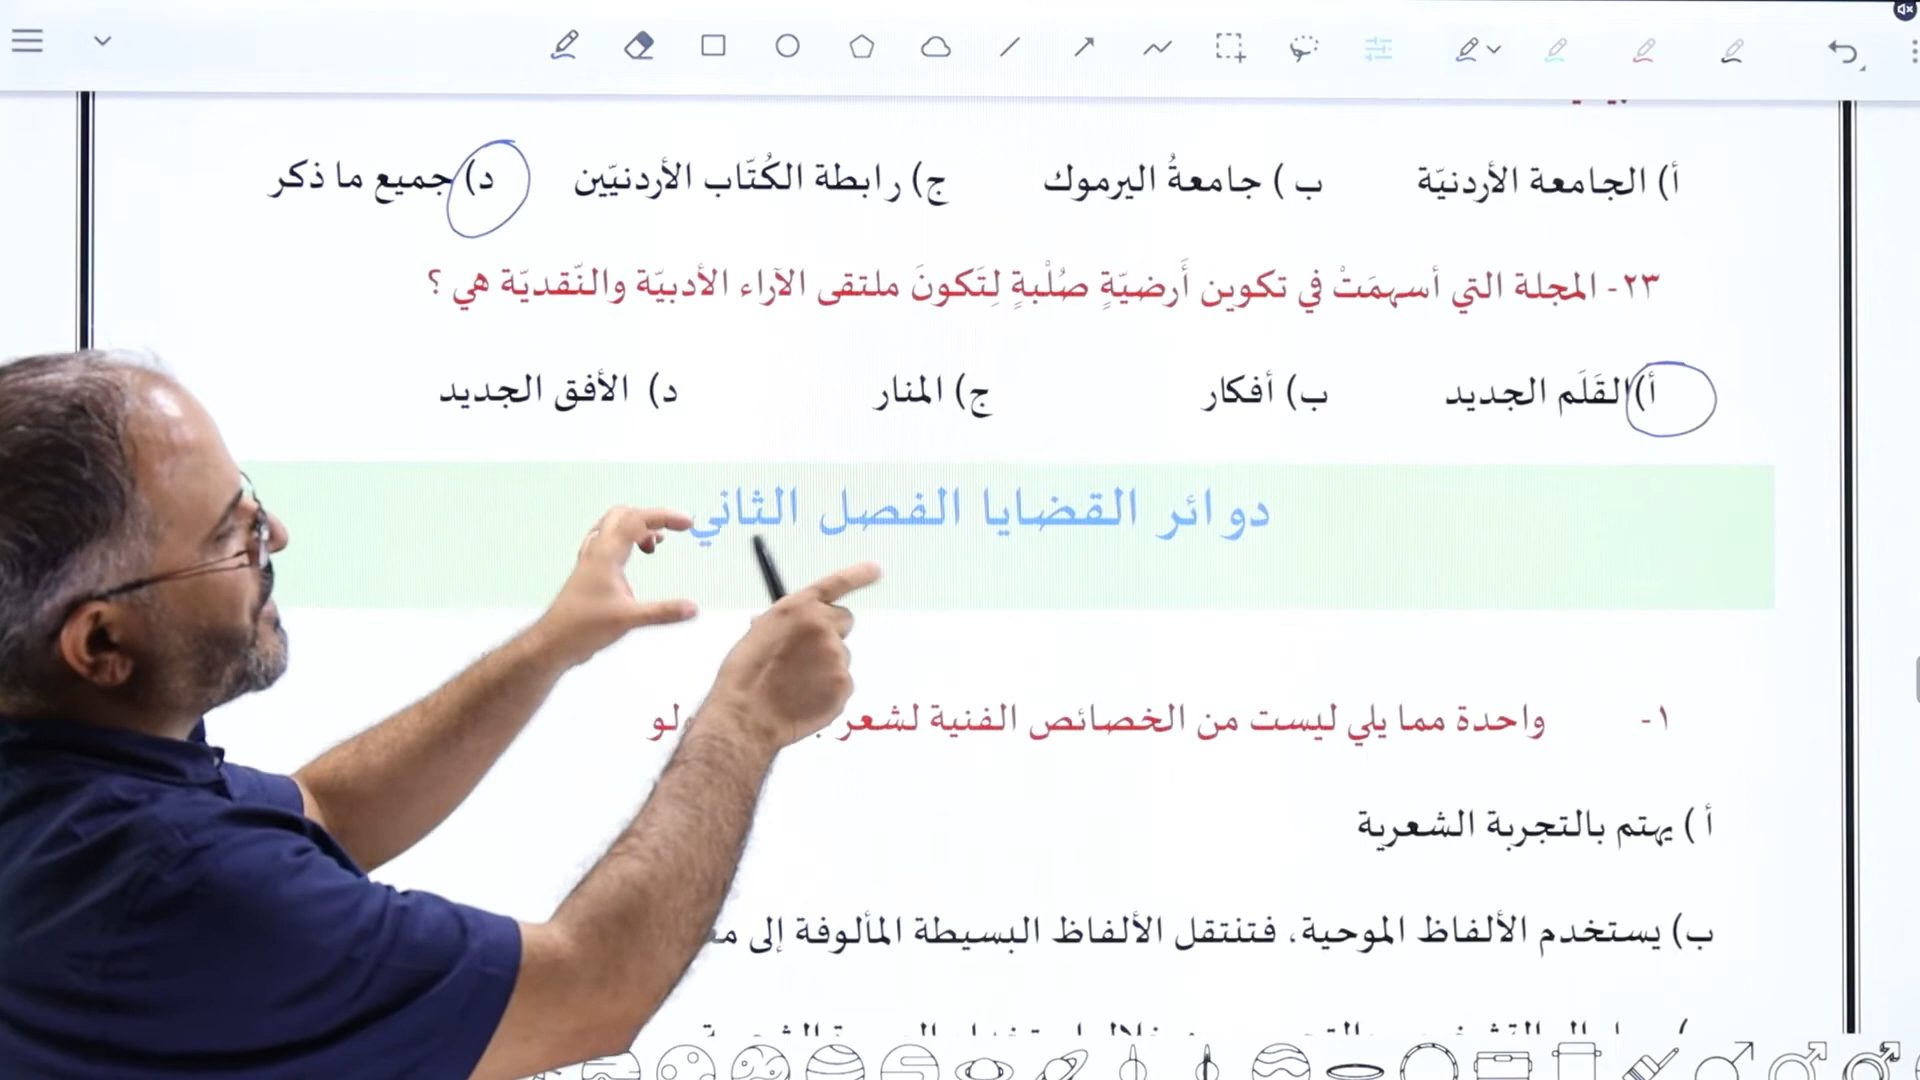 أ) الجامعة الأردنيّة ب ) جامعةُ اليرموك ج) رابطة الكُتّاب الأردنيّين د) جميع ما ذكر
٢٣- المجلة التي أسهمَتْ في تكوين أَرضيّةٍ صُلْبةٍ لِتَكونَ ملتقى الآراء الأدبيّة والنّقديّة هي ؟
أ) القَلَم الجديد ب) أفكار ج) المنار د) الأفق الجديد
دوائر القضايا الفصل الثاني
١- واحدة مما يلي ليست من الخصائص الفنية لشعر
أ ) يهتم بالتجربة الشعرية
ب) يستخدم الألفاظ الموحية، فتنتقل الألفاظ البسيطة المألوفة إلى